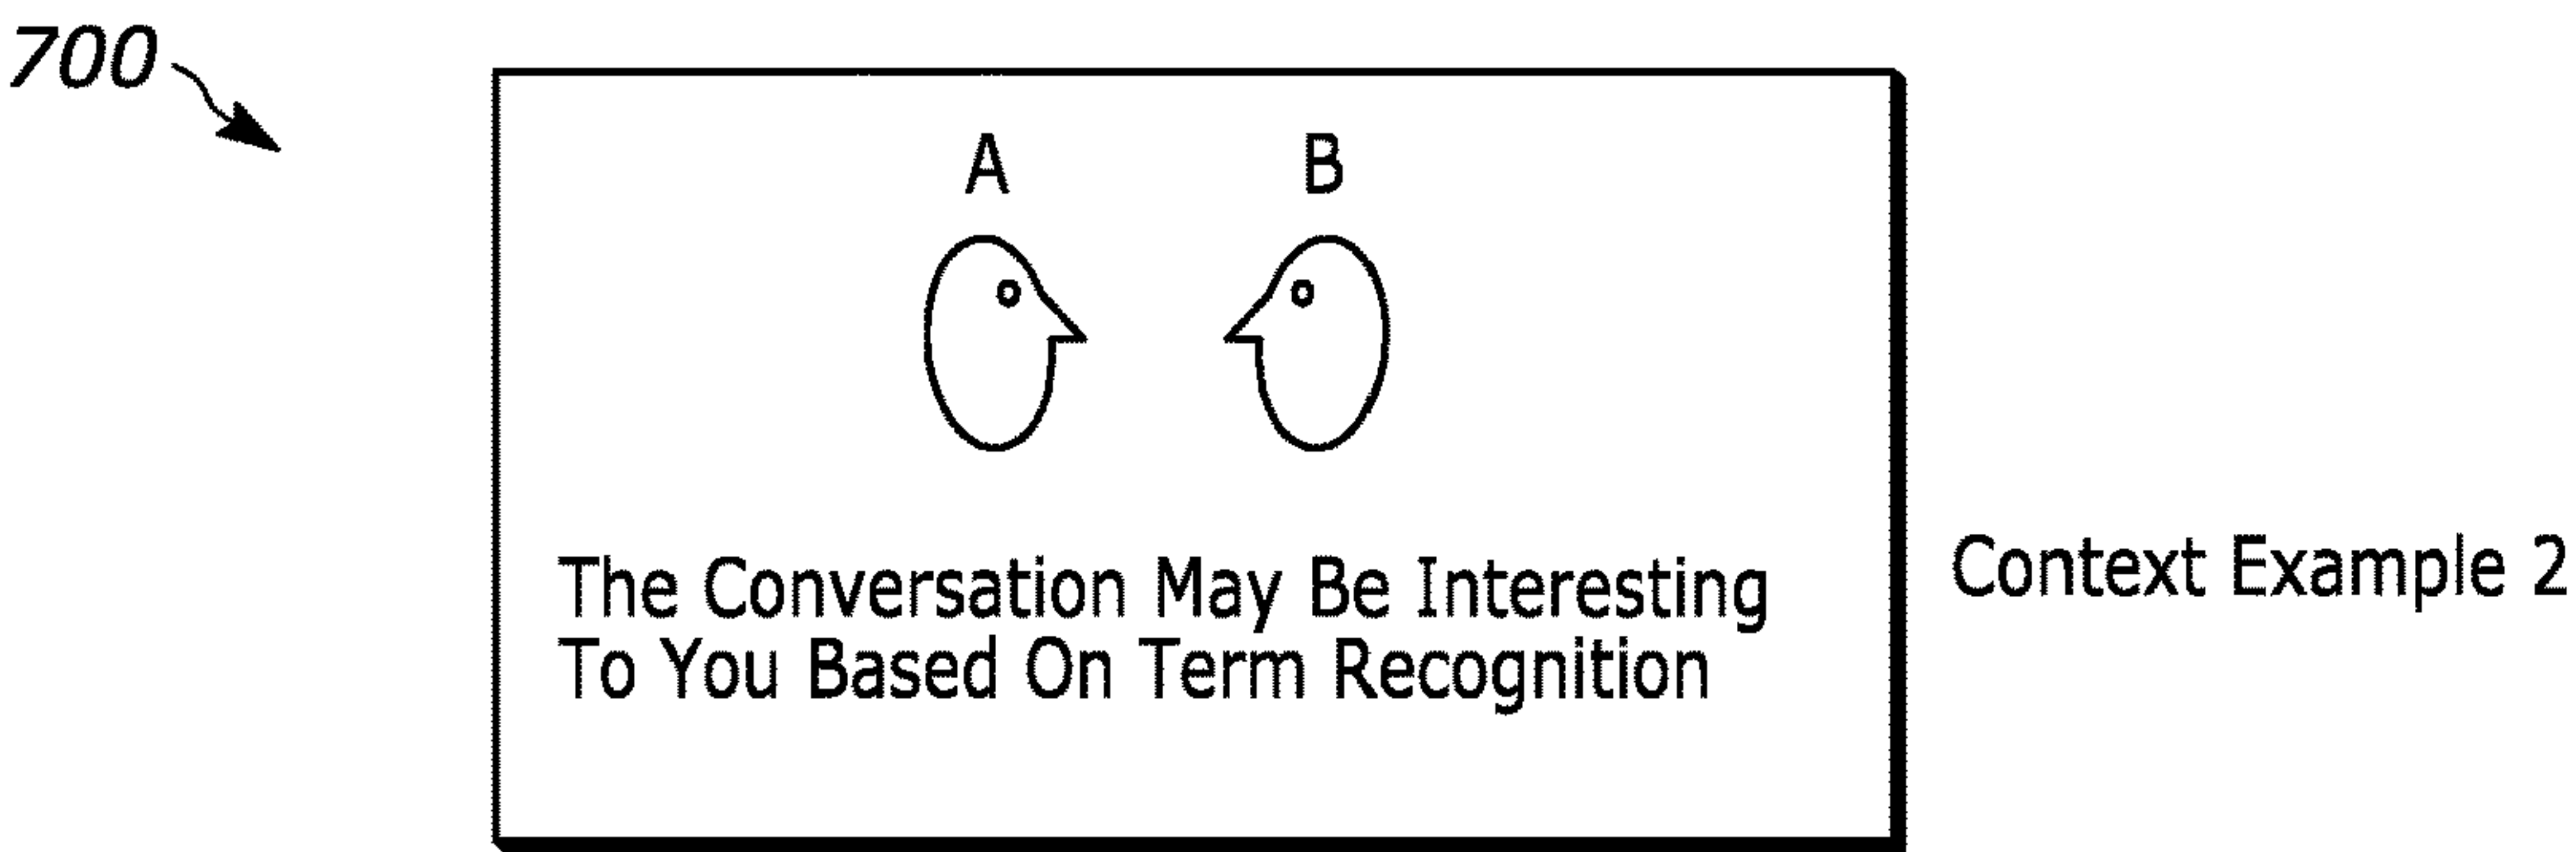 700
A B
The Conversation May Be Interesting
To You Based On Term Recognition
Context Example 2